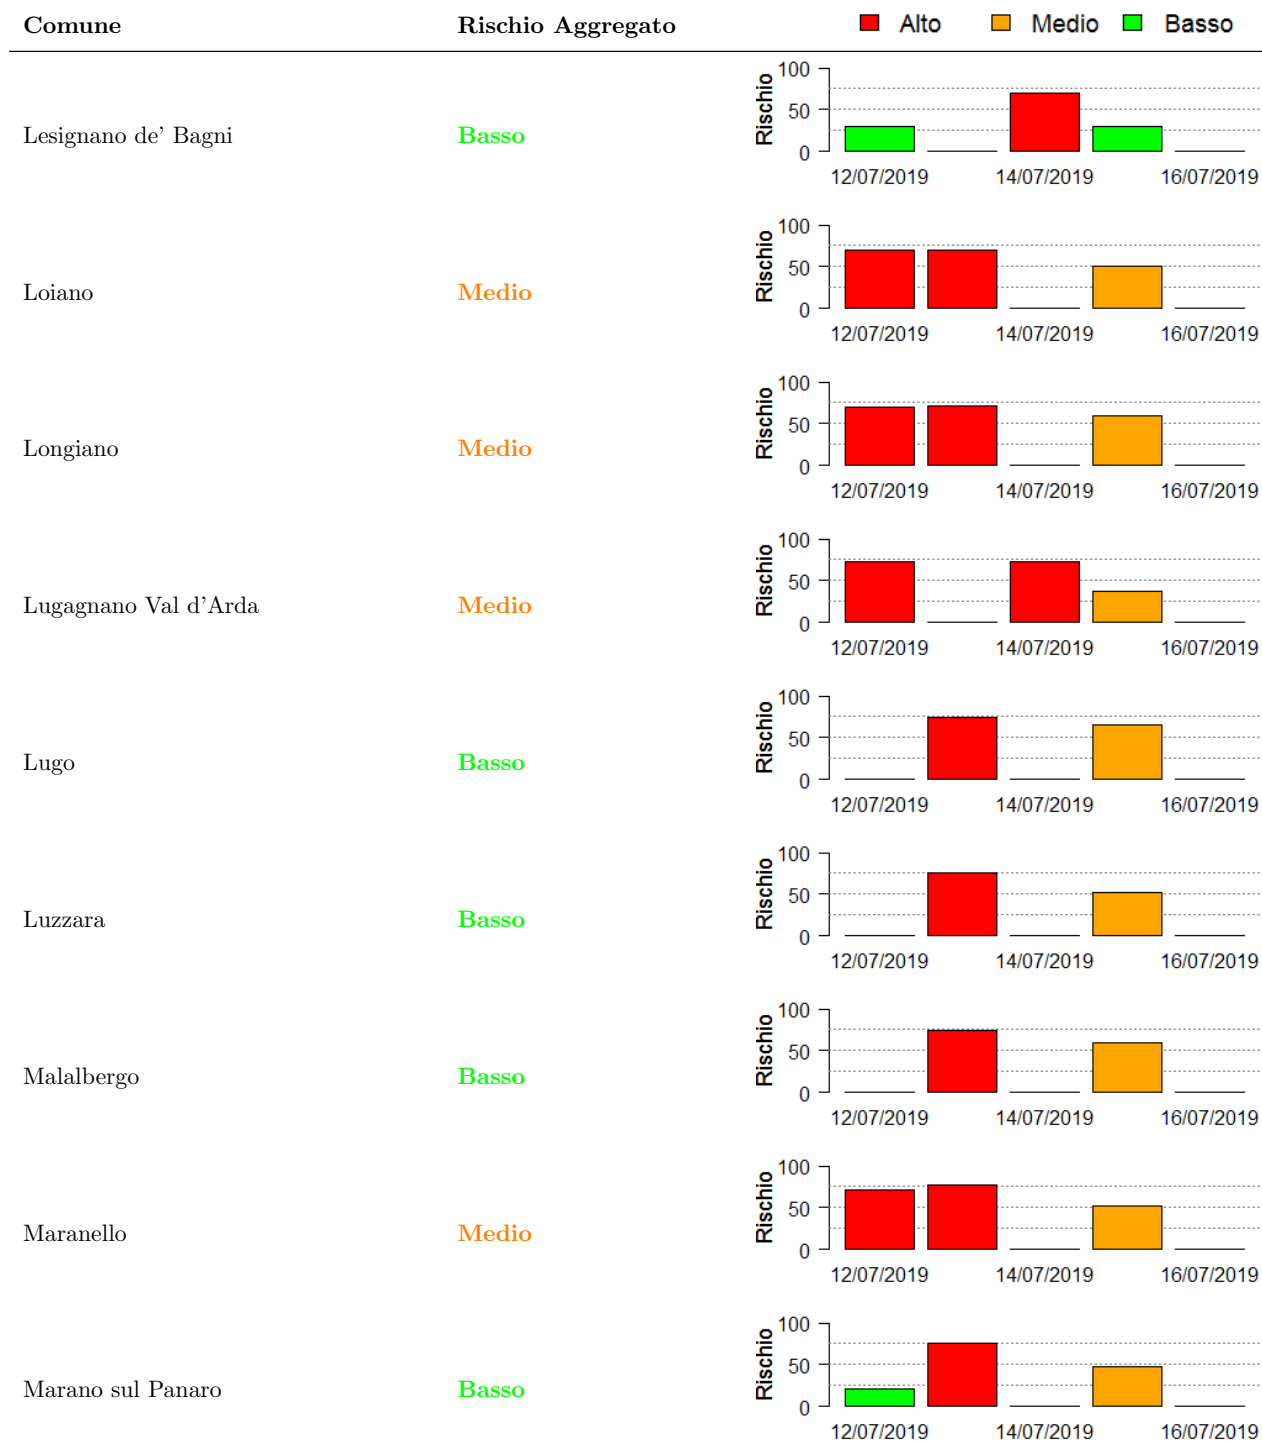 Comune Rischio Aggregato Alto Medio Basso
Lesignano de' Bagni Basso Rischio 100 50 0
12/07/2019 14/07/2019 16/07/2019
Loiano Medio Rischio 100 50 0
12/07/2019 14/07/2019 16/07/2019
Longiano Medio Rischio 100 50 0
12/07/2019 14/07/2019 16/07/2019
Lugagnano Val d'Arda Medio Rischio 100 50 0
12/07/2019 14/07/2019 16/07/2019
Lugo Basso Rischio 100 50 0
12/07/2019 14/07/2019 16/07/2019
Luzzara Basso Rischio 100 50 0
12/07/2019 14/07/2019 16/07/2019
Malalbergo Basso Rischio 100 50 0
12/07/2019 14/07/2019 16/07/2019
Maranello Medio Rischio 100 50 0
12/07/2019 14/07/2019 16/07/2019
Marano sul Panaro Basso Rischio 100 50 0
12/07/2019 14/07/2019 16/07/2019